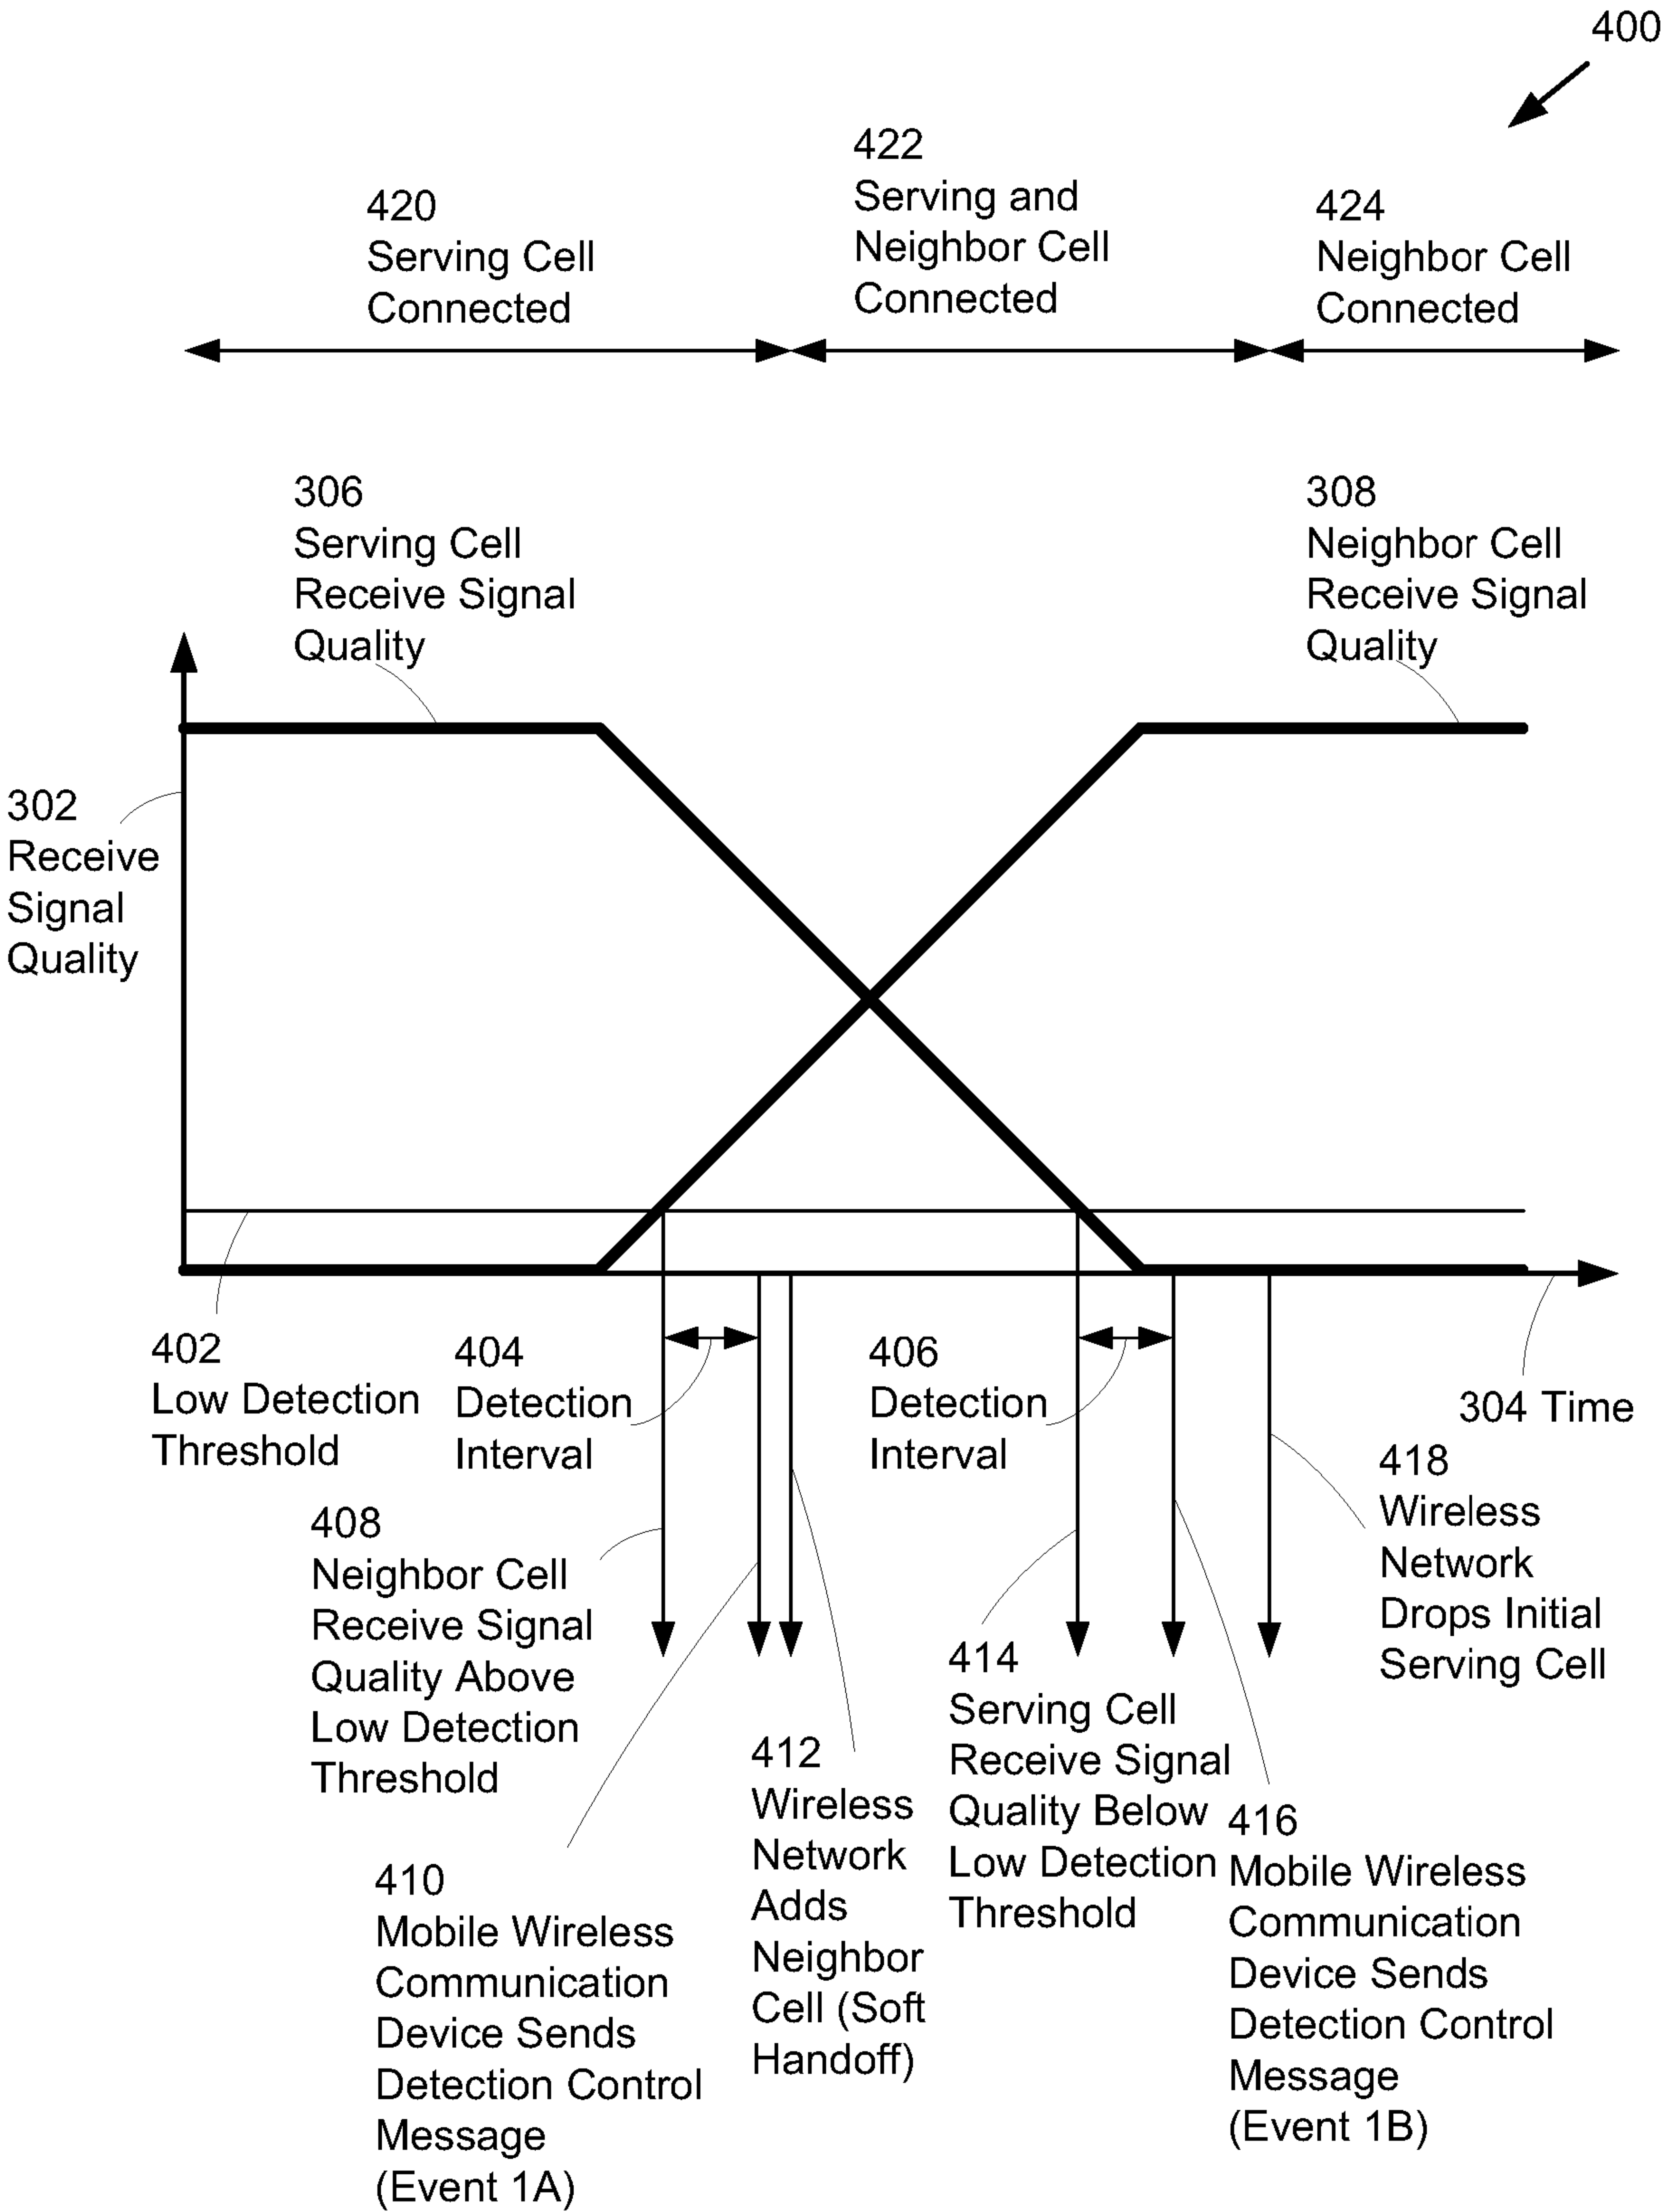 400
422
Serving and
Neighbor Cell
Connected
420
Serving Cell
Connected
424
Neighbor Cell
Connected
306
Serving Cell
Receive Signal
Quality
308
Neighbor Cell
Receive Signal
Quality
302
Receive
Signal
Quality
402
Low Detection
Threshold
404
Detection
Interval
406
Detection
Interval
304 Time
418
Wireless
Network
Drops Initial
Serving Cell
408
Neighbor Cell
Receive Signal
Quality Above
Low Detection
Threshold
414
Serving Cell
Receive Signal
Quality Below
Low Detection
Threshold
412
Wireless
Network
Adds
Neighbor
Cell (Soft
Handoff)
416
Mobile Wireless
Communication
Device Sends
Detection Control
Message
(Event 1B)
410
Mobile Wireless
Communication
Device Sends
Detection Control
Message
(Event 1A)